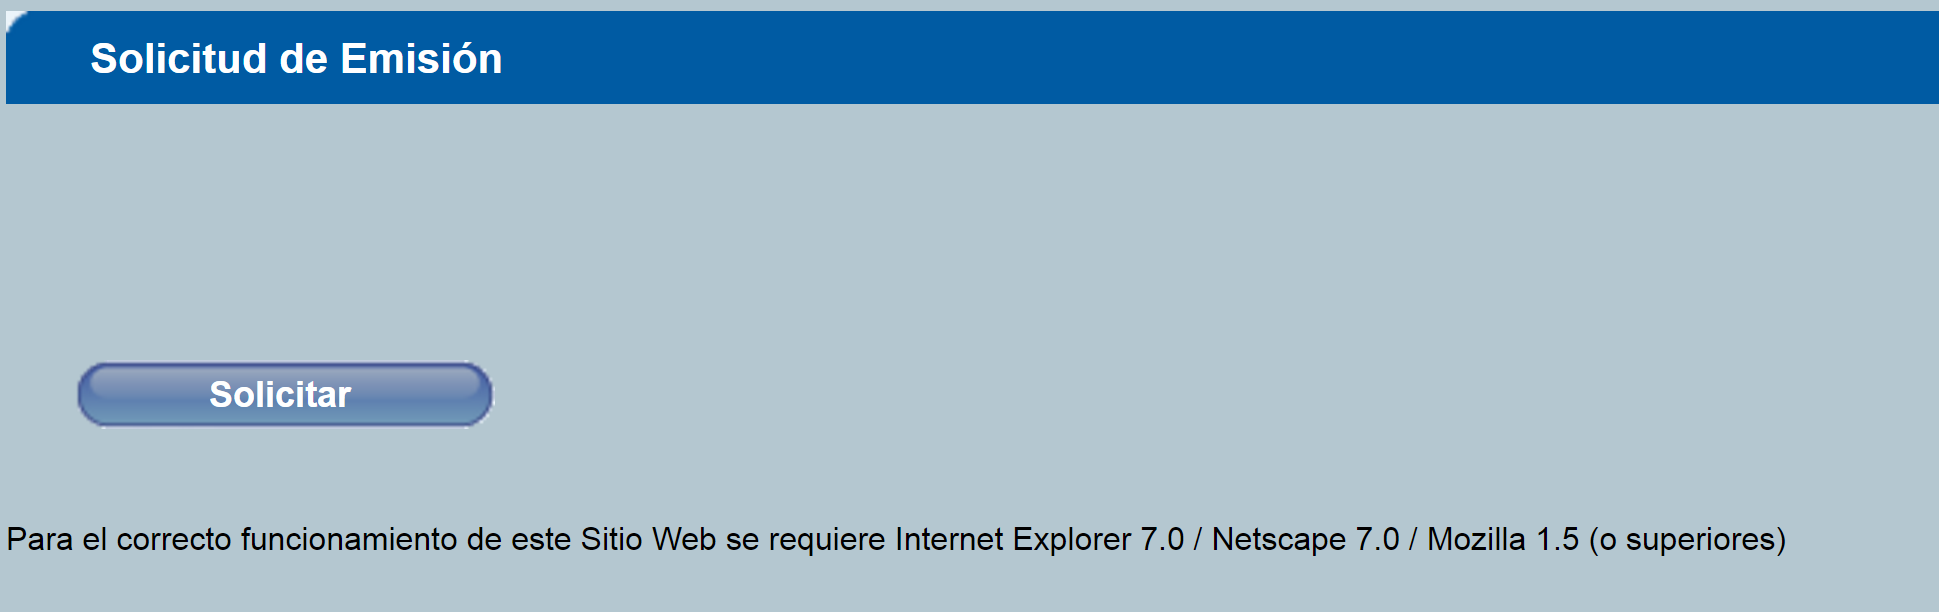 Solicitud de Emisión
Solicitar
Para el correcto funcionamiento de este Sitio Web se requiere Internet Explorer 7.0 / Netscape 7.0 / Mozilla 1.5 (o superiores)